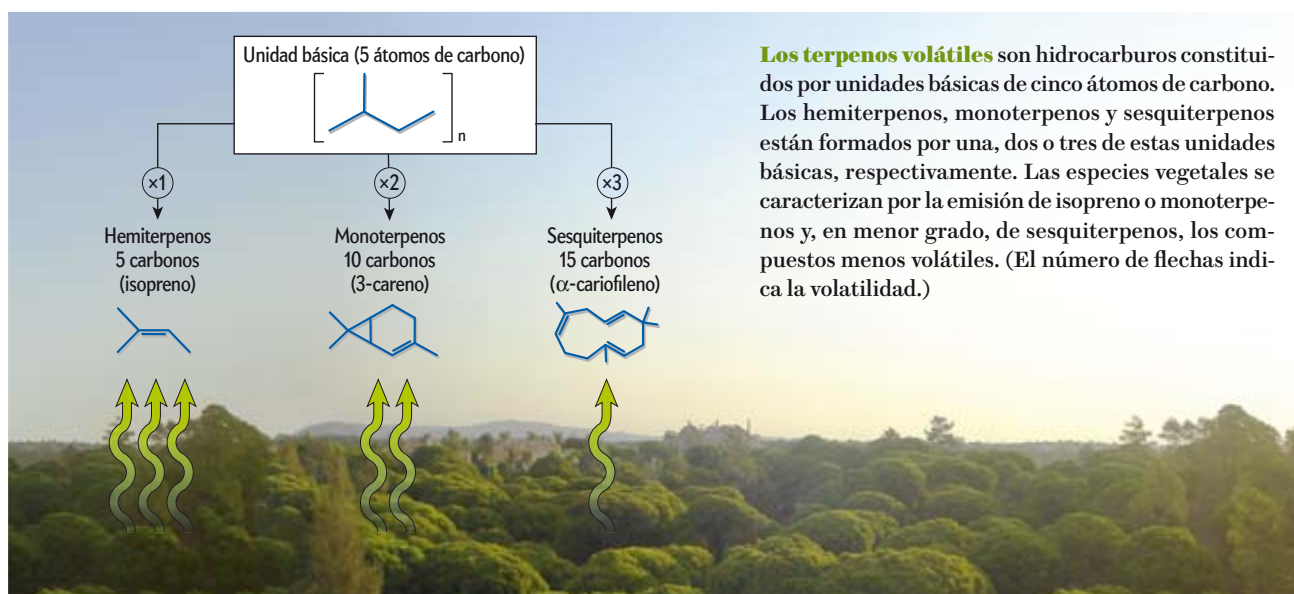 Unidad básica (5 átomos de carbono)
n
×1
×2
×3
Hemiterpenos
5 carbonos
(isopreno)
Monoterpenos
10 carbonos
(3-careno)
Sesquiterpenos
15 carbonos
(α-cariofileno)
Los terpenos volátiles son hidrocarburos constitui-
dos por unidades básicas de cinco átomos de carbono.
Los hemiterpenos, monoterpenos y sesquiterpenos
están formados por una, dos o tres de estas unidades
básicas, respectivamente. Las especies vegetales se
caracterizan por la emisión de isopreno o monoterpe-
nos y, en menor grado, de sesquiterpenos, los com-
puestos menos volátiles. (El número de flechas indi-
ca la volatilidad.)